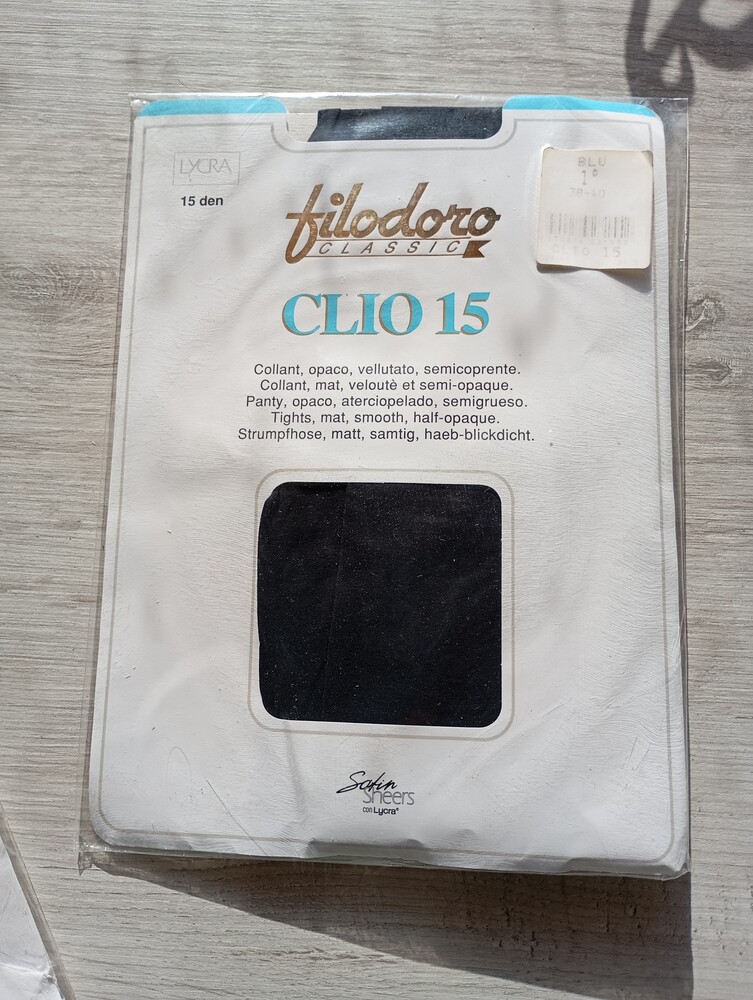 LYCRA
15 den
BLU
1°
38-40
CLIO 15
filodoro
CLASSIC
CLIO 15
Collant, opaco, vellutato, semicoprente.
Collant, mat, veloutè et semi-opaque.
Panty, opaco, aterciopelado, semigrueso.
Tights, mat, smooth, half-opaque.
Strumpfhose, matt, samtig, haeb-blickdicht.
Satin
Sheers
con Lycra®